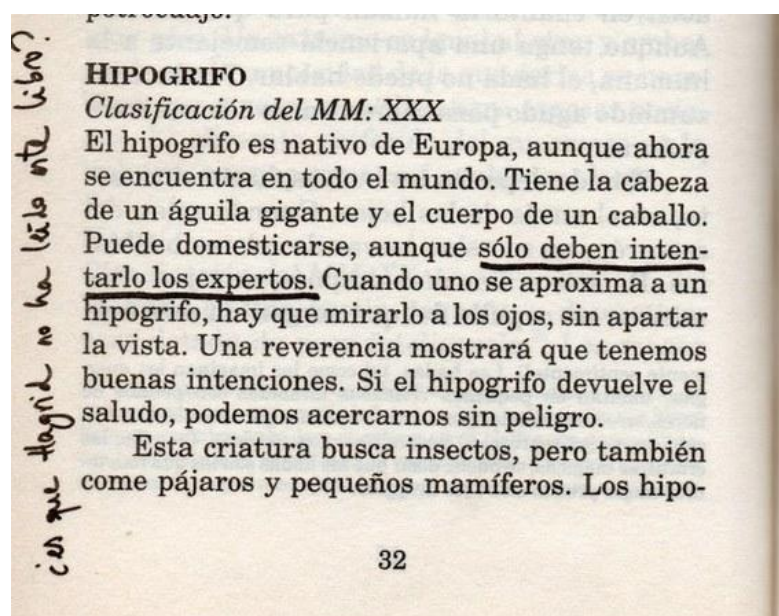 ¿es que Hagrid no ha leído este libro?
HIPOGRIFO
Clasificación del MM: XXX
El hipogrifo es nativo de Europa, aunque ahora
se encuentra en todo el mundo. Tiene la cabeza
de un águila gigante y el cuerpo de un caballo.
Puede domesticarse, aunque sólo deben inten-
tarlo los expertos. Cuando uno se aproxima a un
hipogrifo, hay que mirarlo a los ojos, sin apartar
la vista. Una reverencia mostrará que tenemos
buenas intenciones. Si el hipogrifo devuelve el
saludo, podemos acercarnos sin peligro.
Esta criatura busca insectos, pero también
come pájaros y pequeños mamíferos. Los hipo-
32